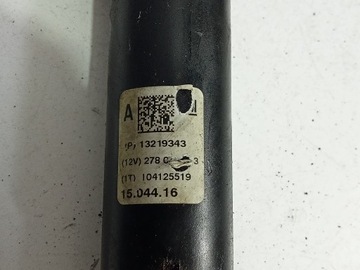 A
(P) 13219343
(12V) 278 3
(1T) 104125519
15.044.16